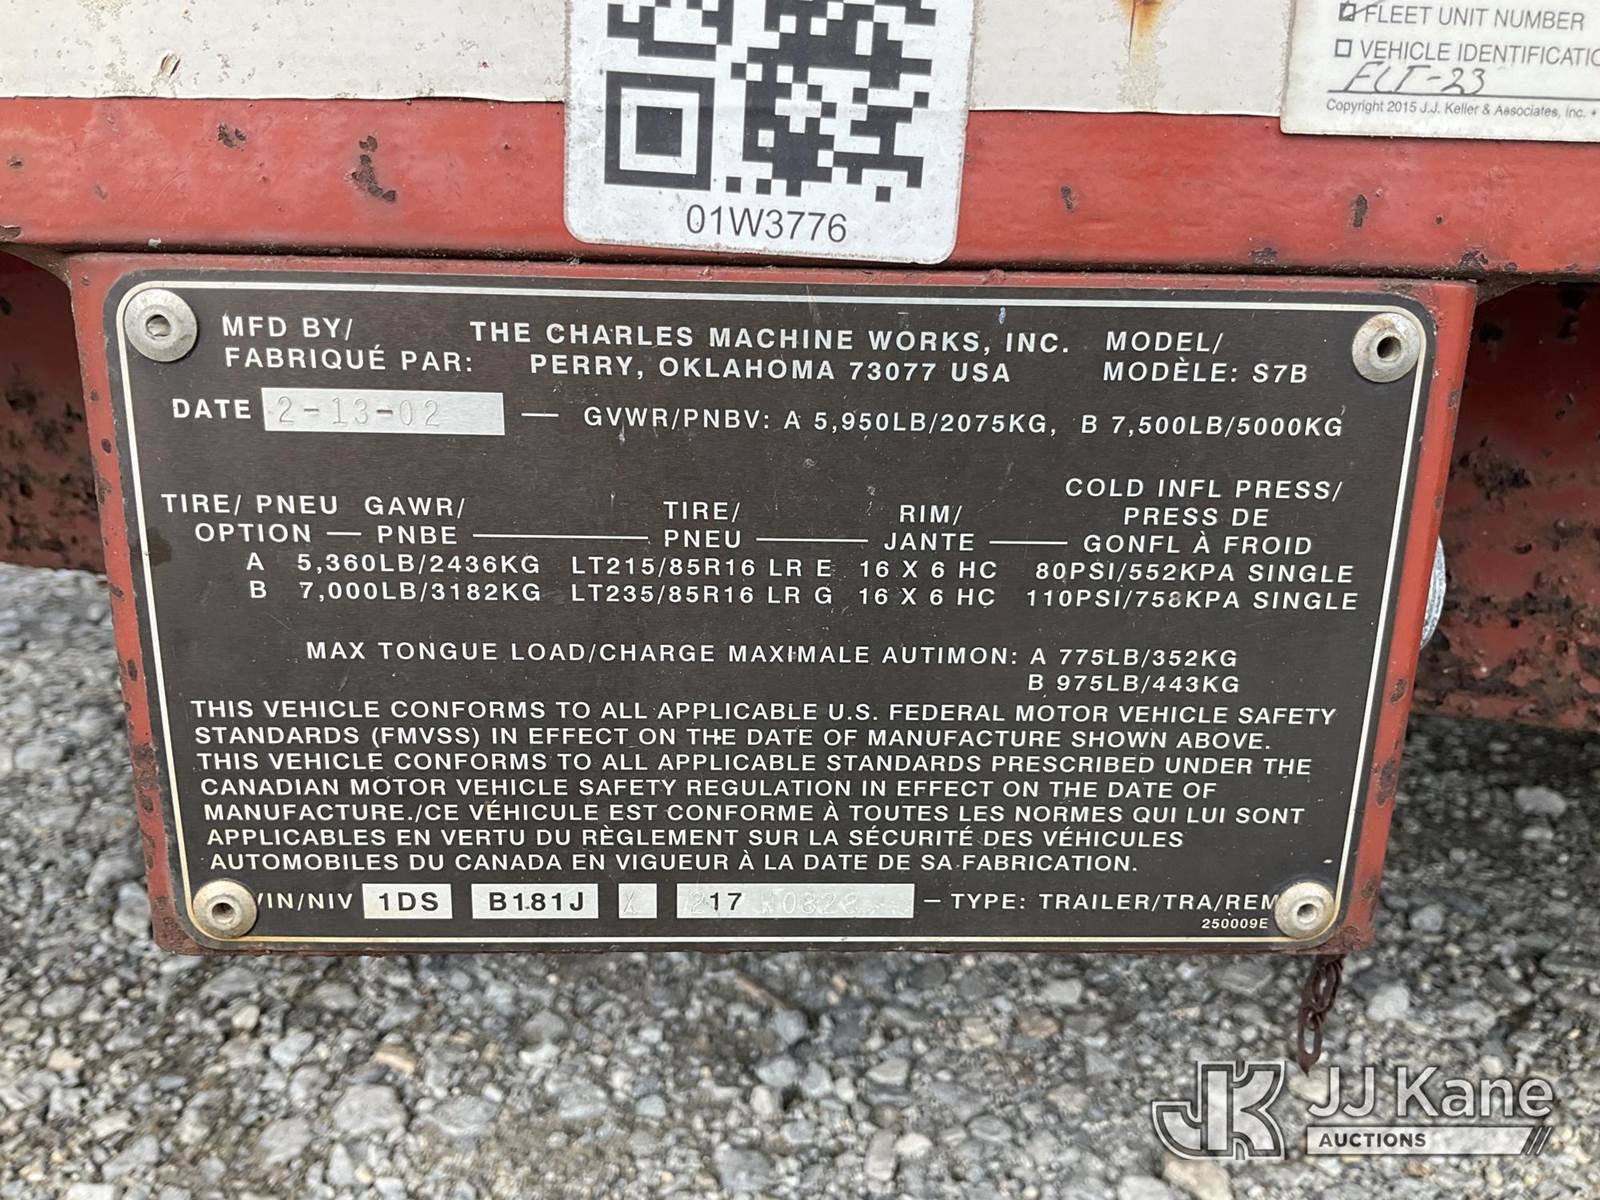 FLEET UNIT NUMBER
VEHICLE IDENTIFICATIO
FLT-23
Copyright 2015 J.J. Keller & Associates, Inc. •
01W3776
MFD BY/ THE CHARLES MACHINE WORKS, INC. MODEL/
FABRIQUÉ PAR: PERRY, OKLAHOMA 73077 USA MODÈLE: S7B
DATE 2-13-02 — GVWR/PNBV: A 5,950LB/2075KG, B 7,500LB/5000KG
COLD INFL PRESS/
TIRE/ PNEU GAWR/ TIRE/ RIM/ PRESS DE
OPTION — PNBE — PNEU — JANTE — GONFL À FROID
A 5,360LB/2436KG LT215/85R16 LR E 16 X 6 HC 80PSI/552KPA SINGLE
B 7,000LB/3182KG LT235/85R16 LR G 16 X 6 HC 110PSI/758KPA SINGLE
MAX TONGUE LOAD/CHARGE MAXIMALE AUTIMON: A 775LB/352KG
B 975LB/443KG
THIS VEHICLE CONFORMS TO ALL APPLICABLE U.S. FEDERAL MOTOR VEHICLE SAFETY
STANDARDS (FMVSS) IN EFFECT ON THE DATE OF MANUFACTURE SHOWN ABOVE.
THIS VEHICLE CONFORMS TO ALL APPLICABLE STANDARDS PRESCRIBED UNDER THE
CANADIAN MOTOR VEHICLE SAFETY REGULATION IN EFFECT ON THE DATE OF
MANUFACTURE./CE VÉHICULE EST CONFORME À TOUTES LES NORMES QUI LUI SONT
APPLICABLES EN VERTU DU RÈGLEMENT SUR LA SÉCURITÉ DES VÉHICULES
AUTOMOBILES DU CANADA EN VIGUEUR À LA DATE DE SA FABRICATION.
VIN/NIV 1DS B181J X 217 — TYPE: TRAILER/TRA/REM
250009E
JK JJ Kane
AUCTIONS